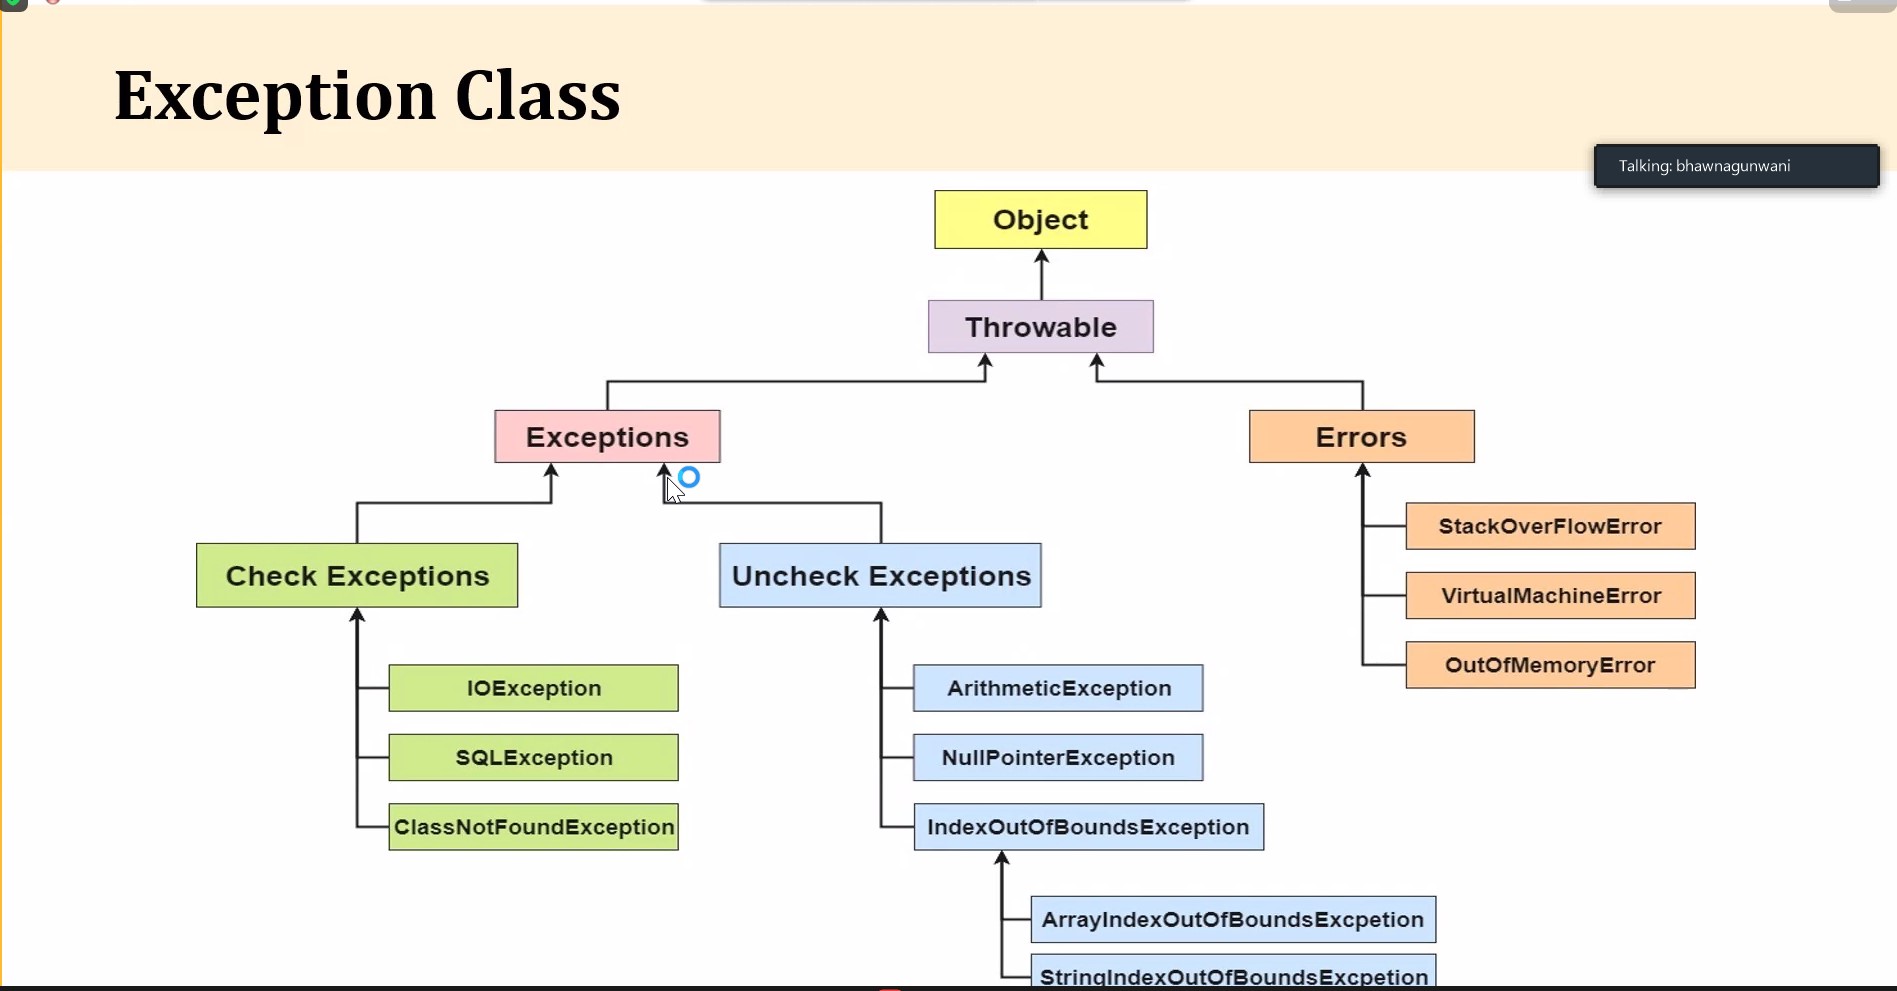 Exception Class
Talking: bhawnagunwani
Object
Throwable
Exceptions
Errors
StackOverFlowError
VirtualMachineError
OutOfMemoryError
Check Exceptions
Uncheck Exceptions
IOException
SQLException
ClassNotFoundException
ArithmeticException
NullPointerException
IndexOutOfBoundsException
ArrayIndexOutOfBoundsExcpetion
StringIndexOutOfBoundsExcpetion